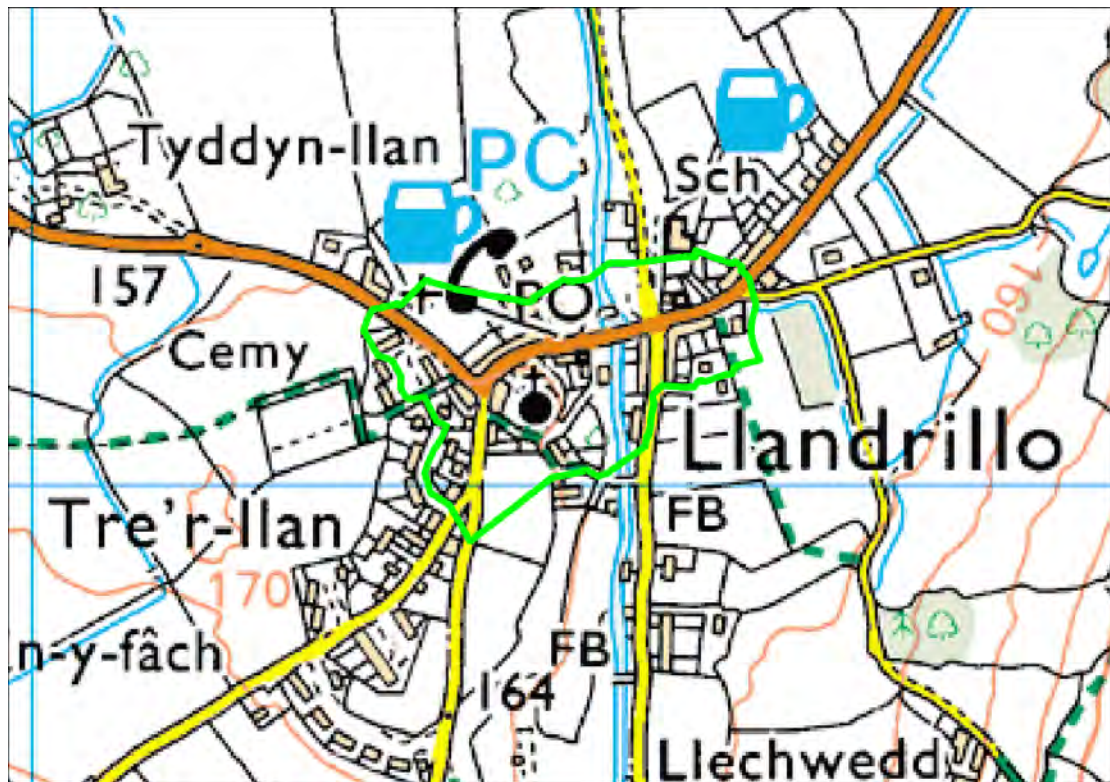 Tyddyn-llan
PC
Sch
157
PO
Cemy
160
Llandrillo
Tre'r-llan
FB
170
n-y-fâch
FB
164
Llechwedd